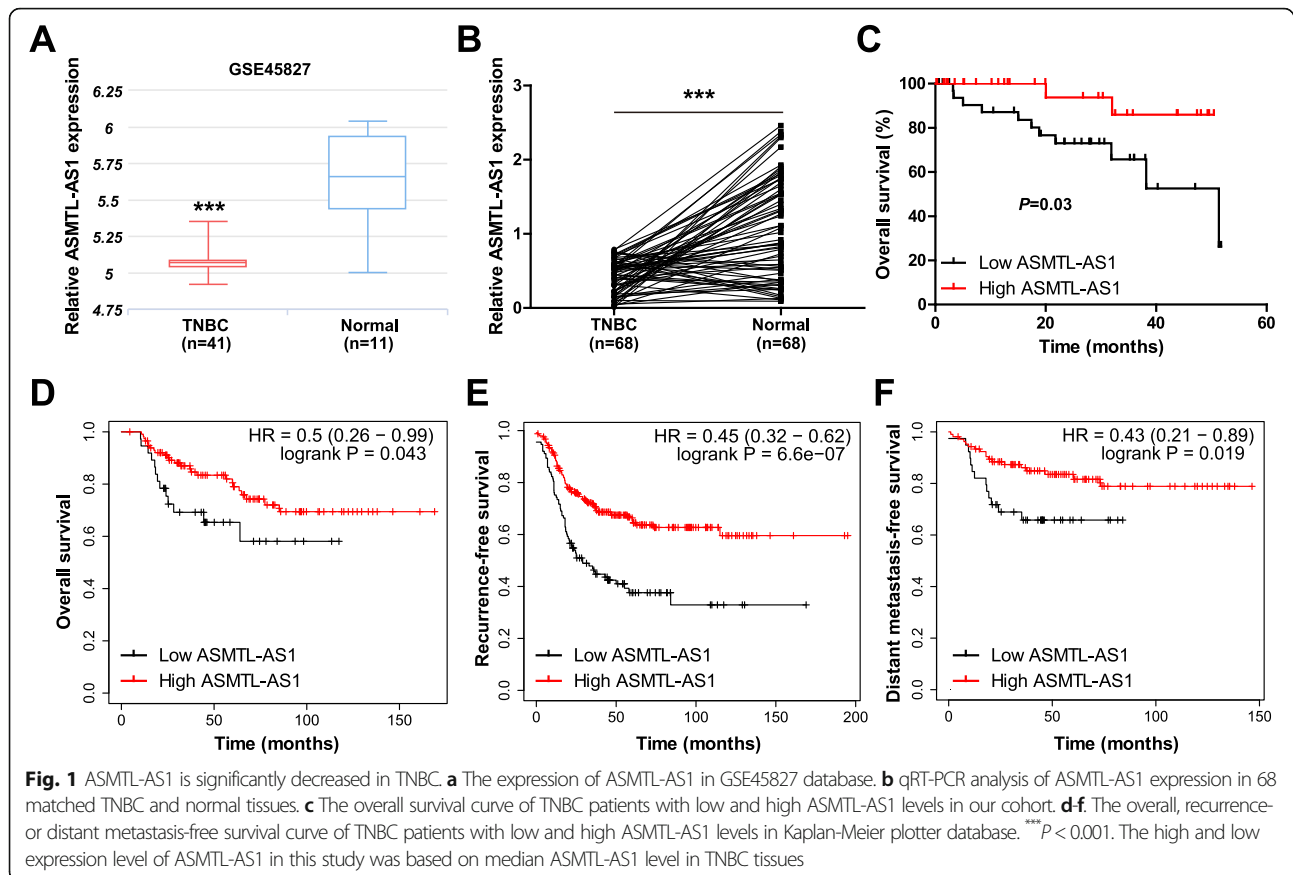 A
GSE45827
Relative ASMTL-AS1 expression
6.25
6
5.75
5.5
5.25
5
4.75
***
TNBC
(n=41)
Normal
(n=11)
B
Relative ASMTL-AS1 expression
3
2
1
0
***
TNBC
(n=68)
Normal
(n=68)
C
Overall survival (%)
100
80
60
40
20
0
P=0.03
Low ASMTL-AS1
High ASMTL-AS1
0 20 40 60
Time (months)
D
Overall survival
1.0
0.8
0.6
0.4
0.2
0.0
HR = 0.5 (0.26 − 0.99)
logrank P = 0.043
Low ASMTL-AS1
High ASMTL-AS1
0 50 100 150
Time (months)
E
Recurrence-free survival
1.0
0.8
0.6
0.4
0.2
0.0
HR = 0.45 (0.32 − 0.62)
logrank P = 6.6e−07
Low ASMTL-AS1
High ASMTL-AS1
0 50 100 150 200
Time (months)
F
Distant metastasis-free survival
1.0
0.8
0.6
0.4
0.2
0.0
HR = 0.43 (0.21 − 0.89)
logrank P = 0.019
Low ASMTL-AS1
High ASMTL-AS1
0 50 100 150
Time (months)
Fig. 1 ASMTL-AS1 is significantly decreased in TNBC. a The expression of ASMTL-AS1 in GSE45827 database. b qRT-PCR analysis of ASMTL-AS1 expression in 68
matched TNBC and normal tissues. c The overall survival curve of TNBC patients with low and high ASMTL-AS1 levels in our cohort. d-f. The overall, recurrence-
or distant metastasis-free survival curve of TNBC patients with low and high ASMTL-AS1 levels in Kaplan-Meier plotter database. ***P < 0.001. The high and low
expression level of ASMTL-AS1 in this study was based on median ASMTL-AS1 level in TNBC tissues